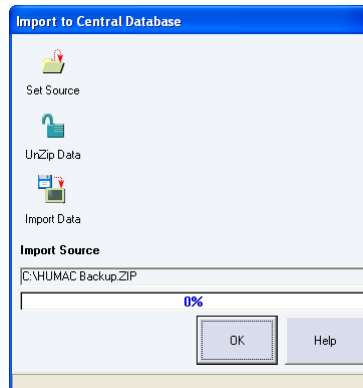 Import to Central Database
Set Source
UnZip Data
Import Data
Import Source
C:\HUMAC Backup.ZIP
0%
OK
Help